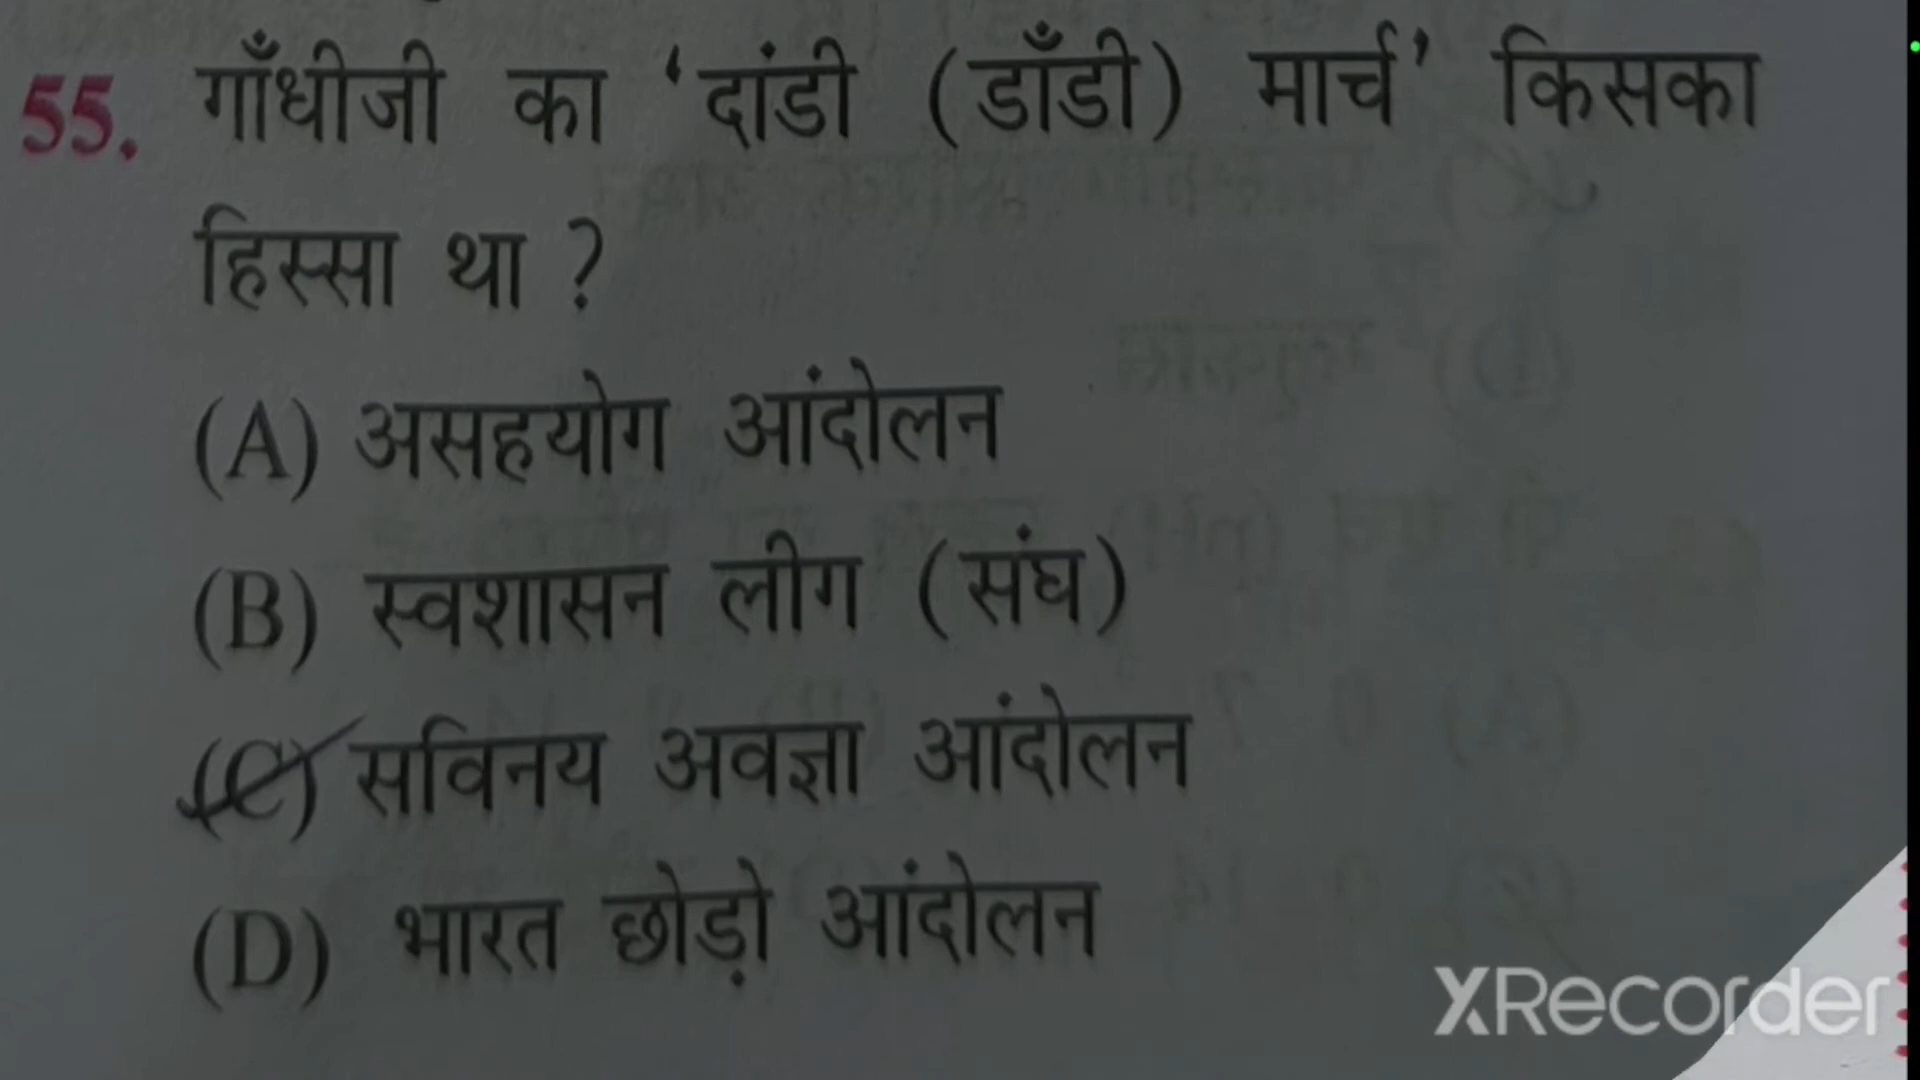 55. गाँधीजी का ‘दांडी (डाँडी) मार्च’ किसका
हिस्सा था ?
(A) असहयोग आंदोलन
(B) स्वशासन लीग (संघ)
(C) सविनय अवज्ञा आंदोलन
(D) भारत छोड़ो आंदोलन
XRecorder